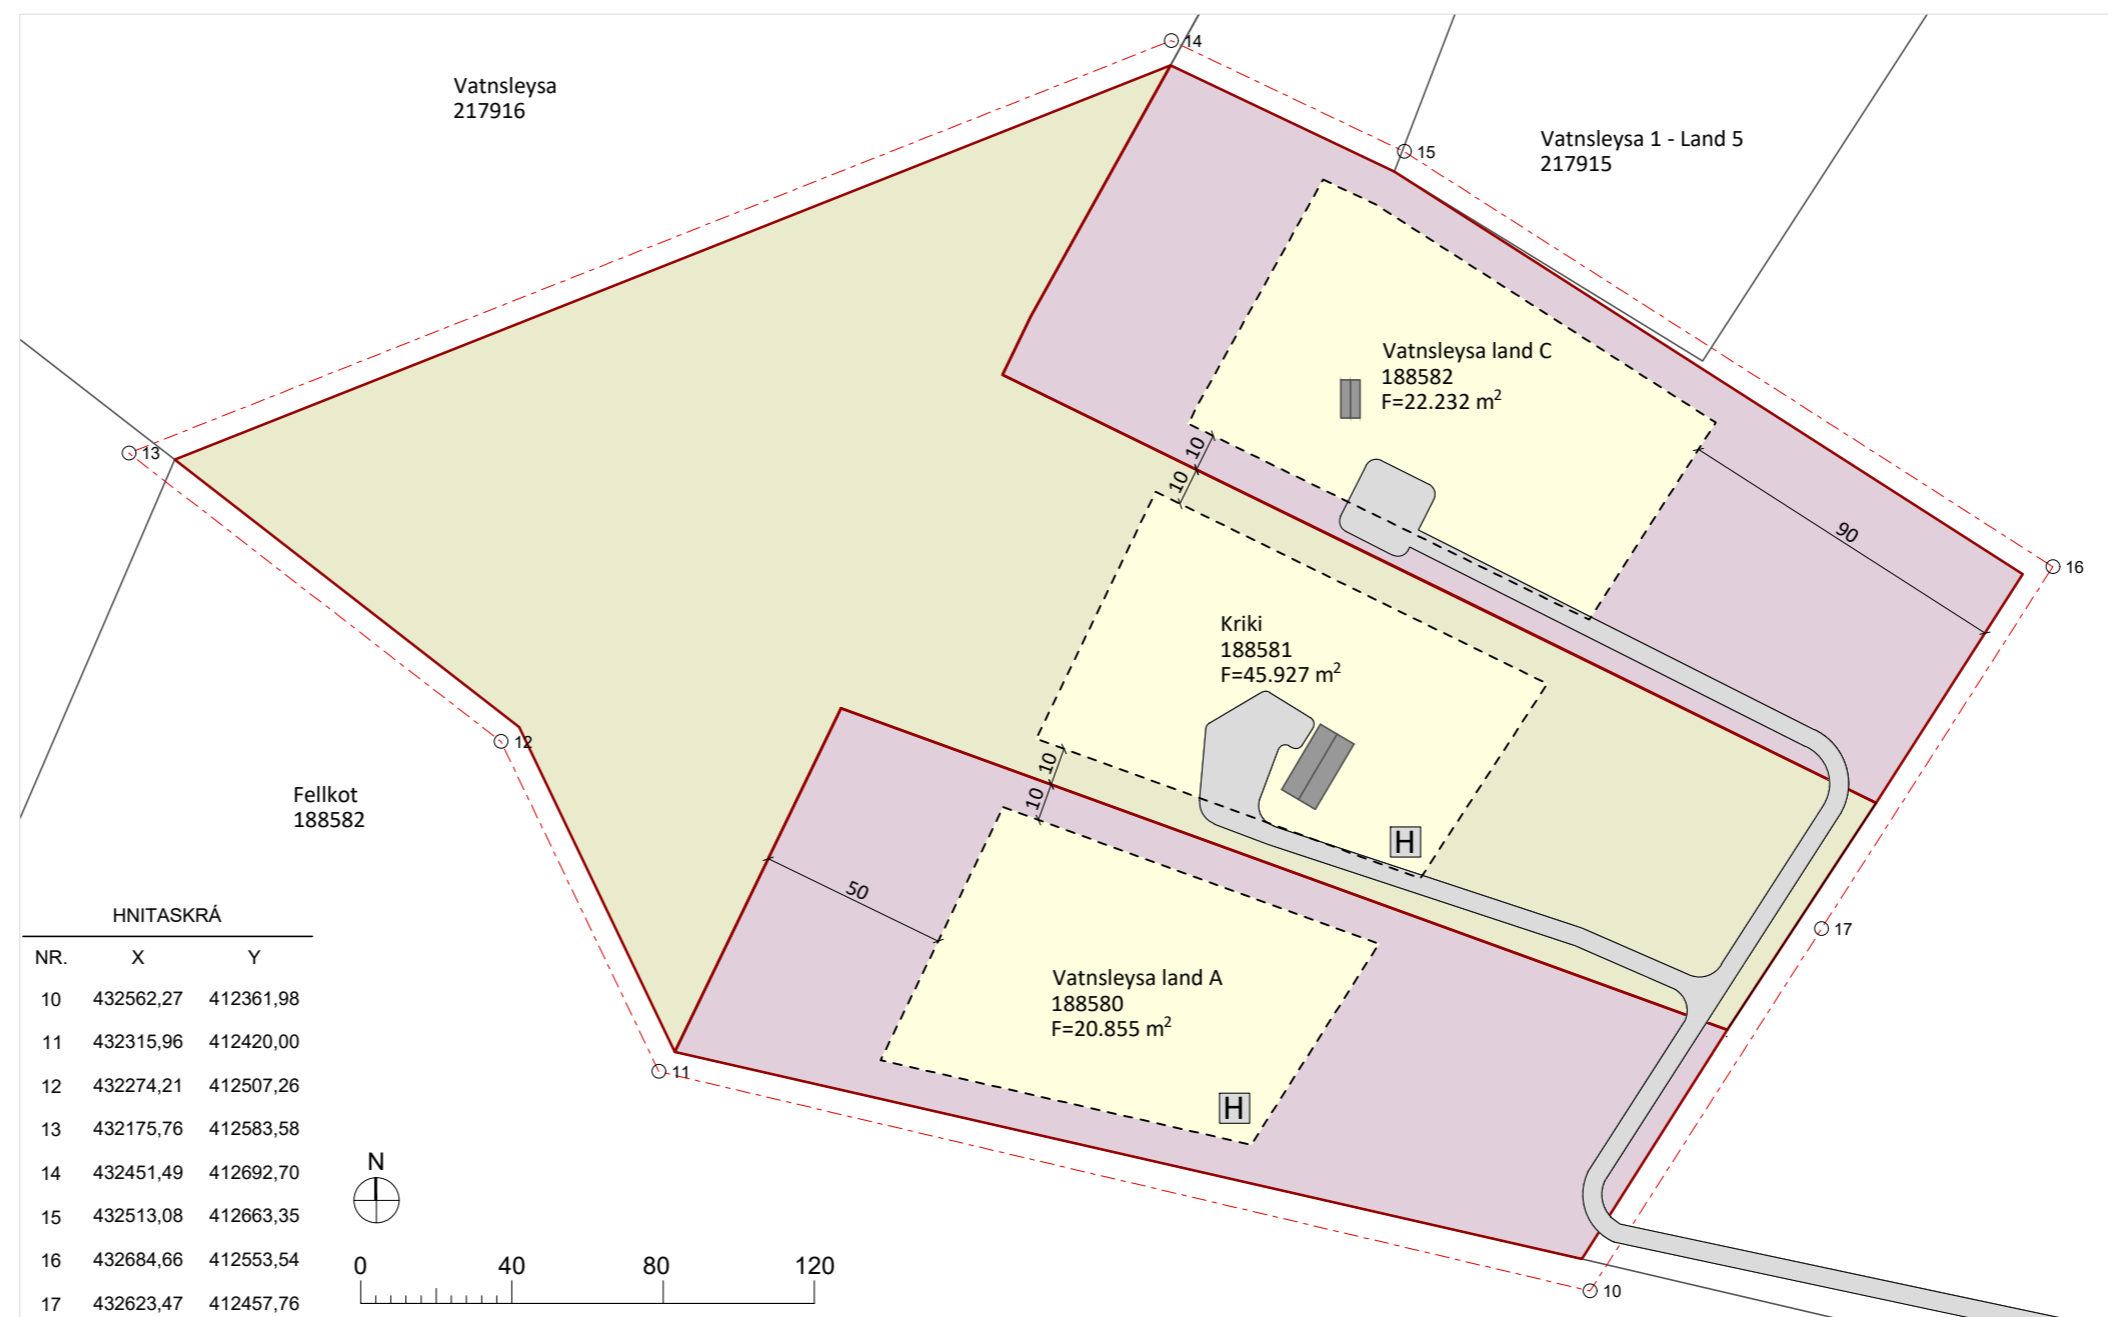 14
Vatnsleysa
217916
15
Vatnsleysa 1 - Land 5
217915
Vatnsleysa land C
188582
F=22.232 m²
13
10
10
90
16
Kriki
188581
F=45.927 m²
12
10
10
H
Fellkot
188582
50
17
Vatnsleysa land A
188580
F=20.855 m²
11
H
10
HNITASKRÁ
NR. X Y
10 432562,27 412361,98
11 432315,96 412420,00
12 432274,21 412507,26
13 432175,76 412583,58
14 432451,49 412692,70
15 432513,08 412663,35
16 432684,66 412553,54
17 432623,47 412457,76
N
0 40 80 120